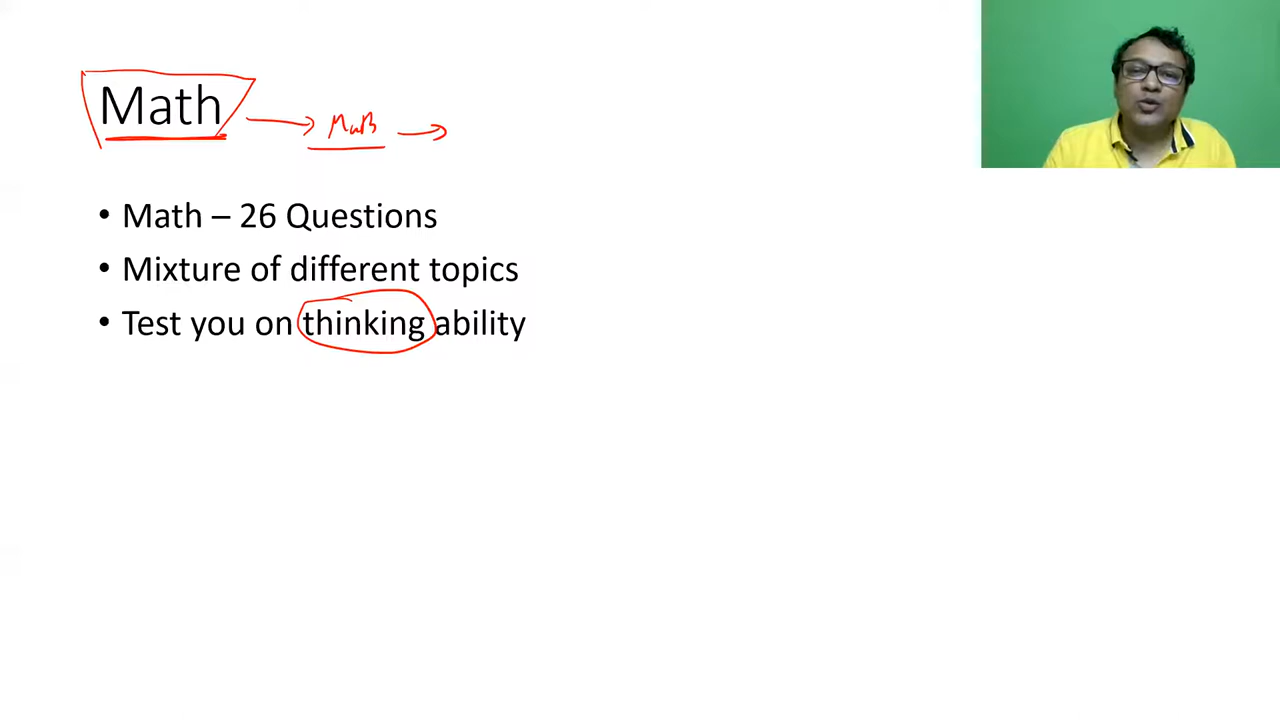 Math
• Math – 26 Questions
• Mixture of different topics
• Test you on thinking ability